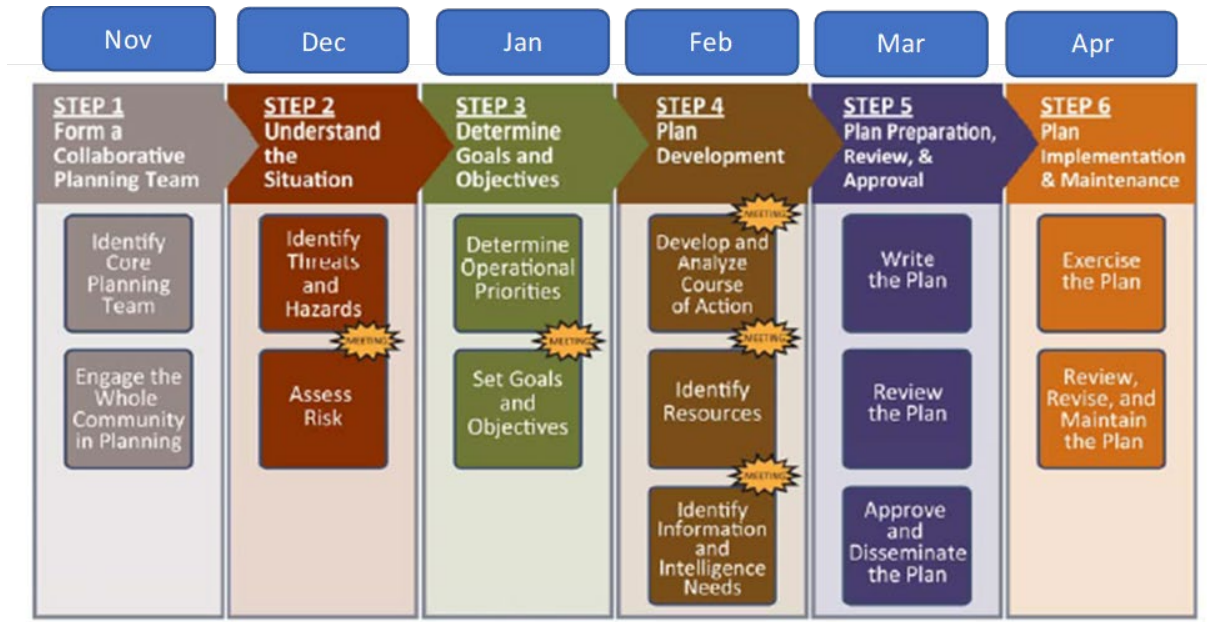 Nov
Dec
Jan
Feb
Mar
Apr
STEP 1
Form a
Collaborative
Planning Team
STEP 2
Understand
the
Situation
STEP 3
Determine
Goals and
Objectives
STEP 4
Plan
Development
STEP 5
Plan Preparation,
Review, &
Approval
STEP 6
Plan
Implementation
& Maintenance
Identify
Core
Planning
Team
Engage the
Whole
Community
in Planning
Identify
Threats
and
Hazards
MEETING
Assess
Risk
Determine
Operational
Priorities
MEETING
Set Goals
and
Objectives
MEETING
Develop and
Analyze
Course
of Action
MEETING
Identify
Resources
MEETING
Identify
Information
and
Intelligence
Needs
Write
the Plan
Review
the Plan
Approve
and
Disseminate
the Plan
Exercise
the Plan
Review,
Revise, and
Maintain
the Plan